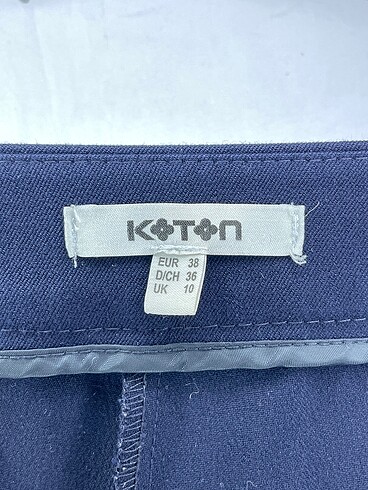 KOTON
EUR 38
D/CH 36
UK 10